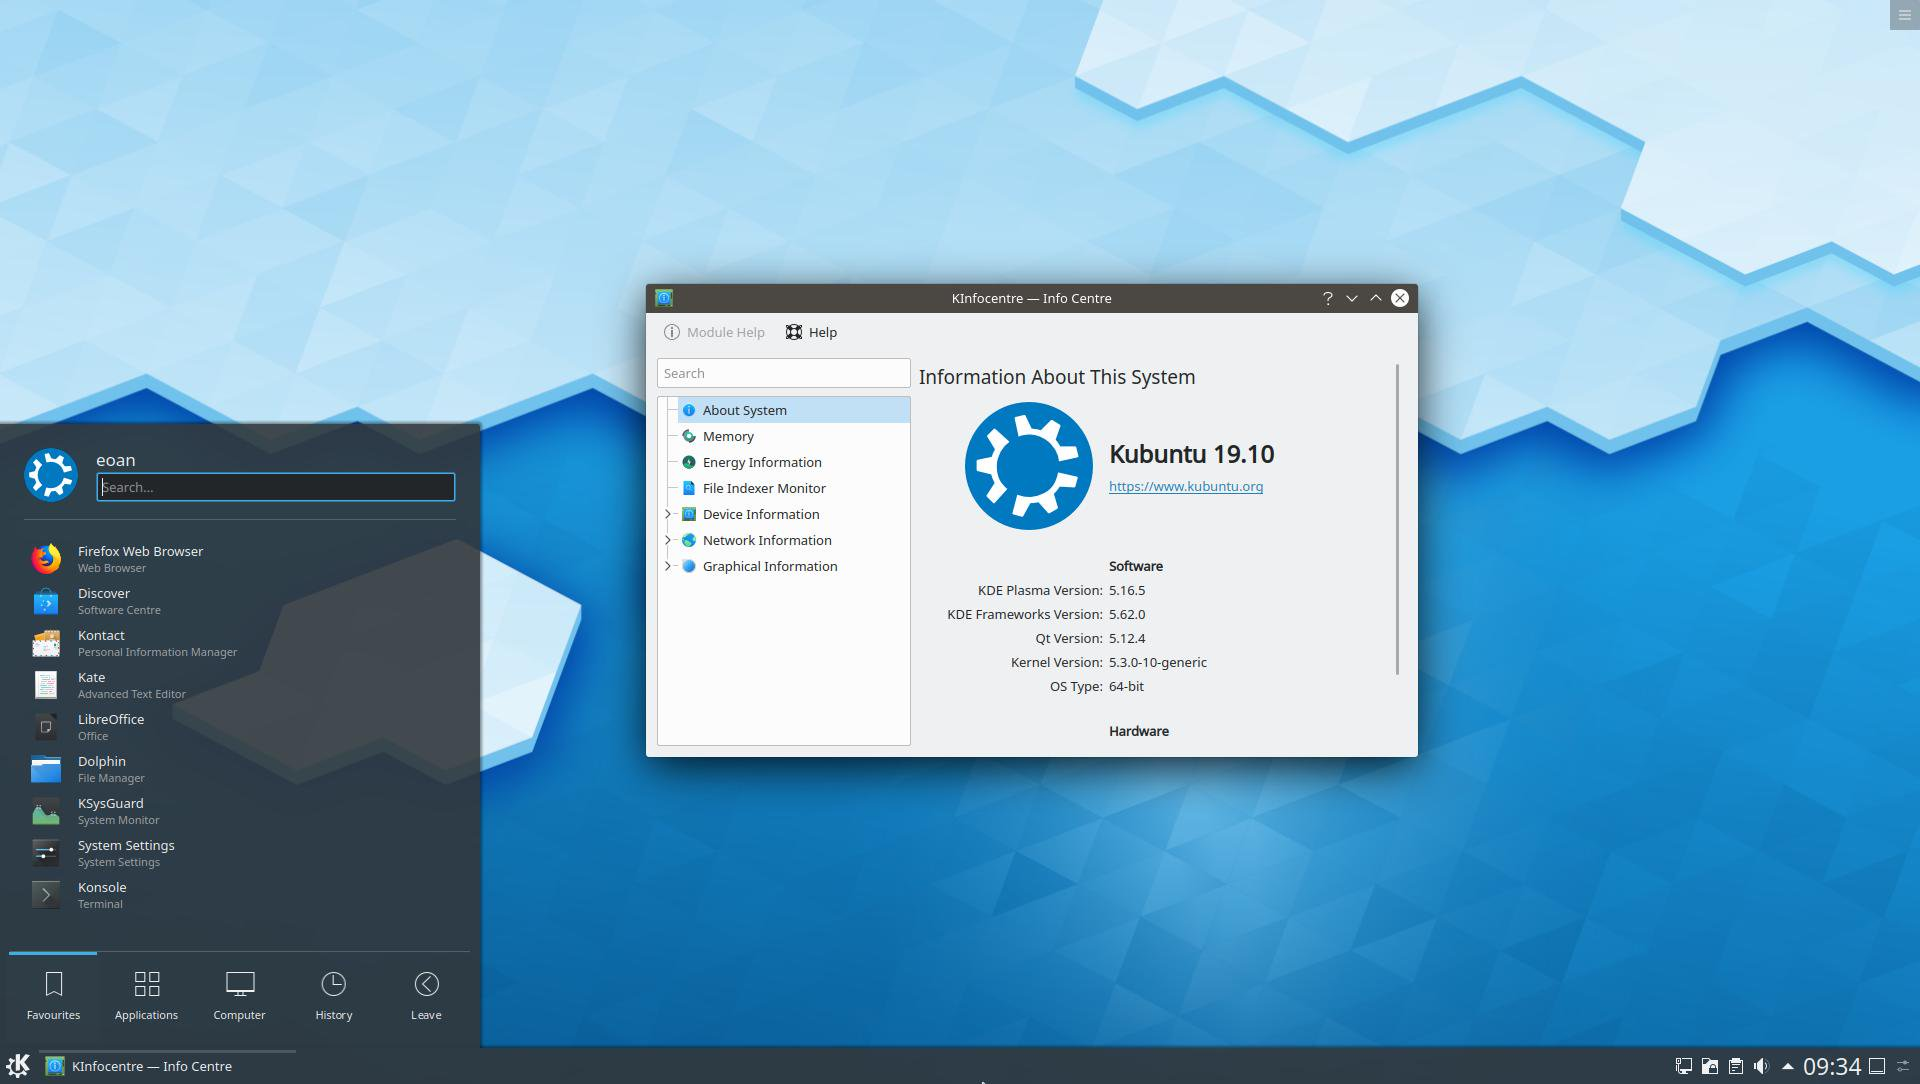 KInfocentre — Info Centre
Module Help
Help
Search
About System
Memory
Energy Information
File Indexer Monitor
Device Information
Network Information
Graphical Information
Information About This System
Kubuntu 19.10
https://www.kubuntu.org
Software
KDE Plasma Version: 5.16.5
KDE Frameworks Version: 5.62.0
Qt Version: 5.12.4
Kernel Version: 5.3.0-10-generic
OS Type: 64-bit
Hardware
eoan
Search...
Firefox Web Browser
Web Browser
Discover
Software Centre
Kontact
Personal Information Manager
Kate
Advanced Text Editor
LibreOffice
Office
Dolphin
File Manager
KSysGuard
System Monitor
System Settings
System Settings
Konsole
Terminal
Favourites
Applications
Computer
History
Leave
KInfocentre — Info Centre
09:34